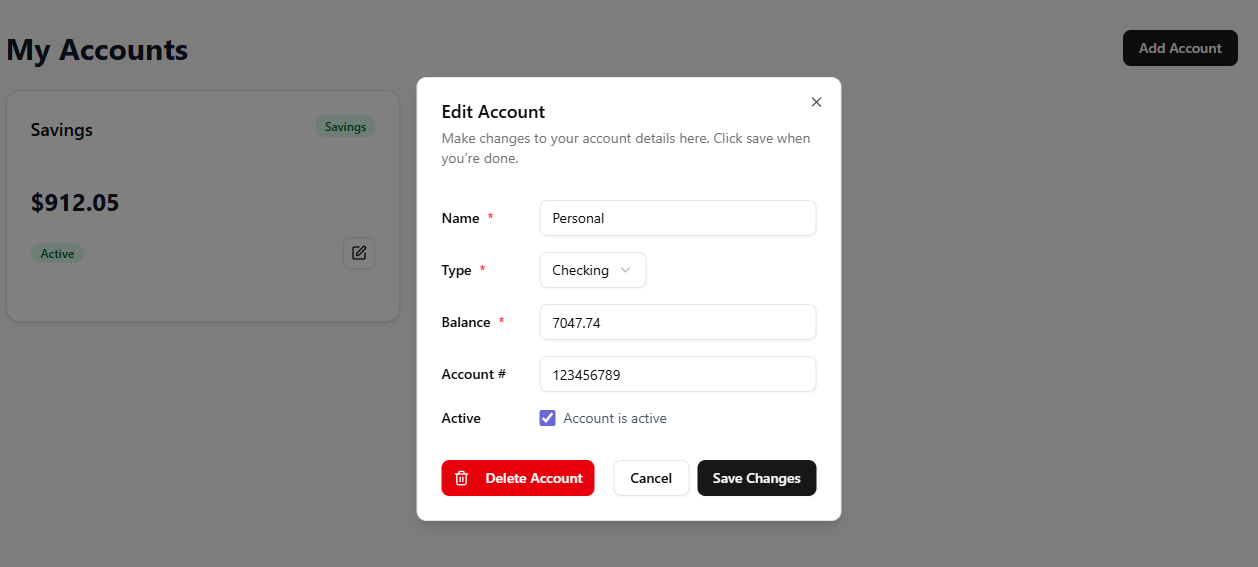 My Accounts
Add Account
Savings
Savings
$912.05
Active
Edit Account
Make changes to your account details here. Click save when
you're done.
Name *
Personal
Type *
Checking
Balance *
7047.74
Account #
123456789
Active
Account is active
Delete Account
Cancel
Save Changes